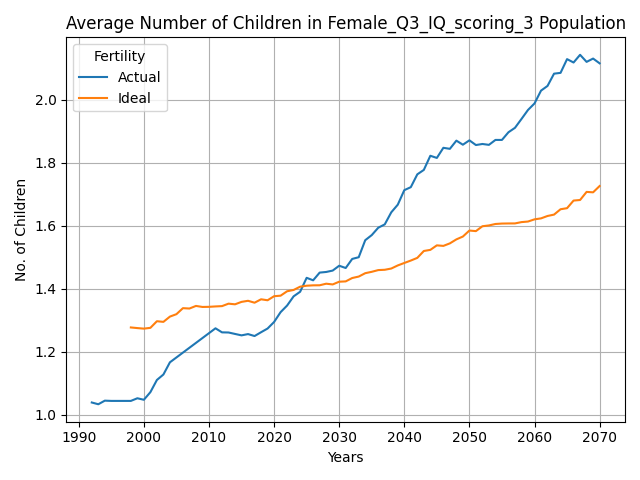 Average Number of Children in Female_Q3_IQ_scoring_3 Population
Fertility
Actual
Ideal
No. of Children
2.0
1.8
1.6
1.4
1.2
1.0
1990 2000 2010 2020 2030 2040 2050 2060 2070
Years